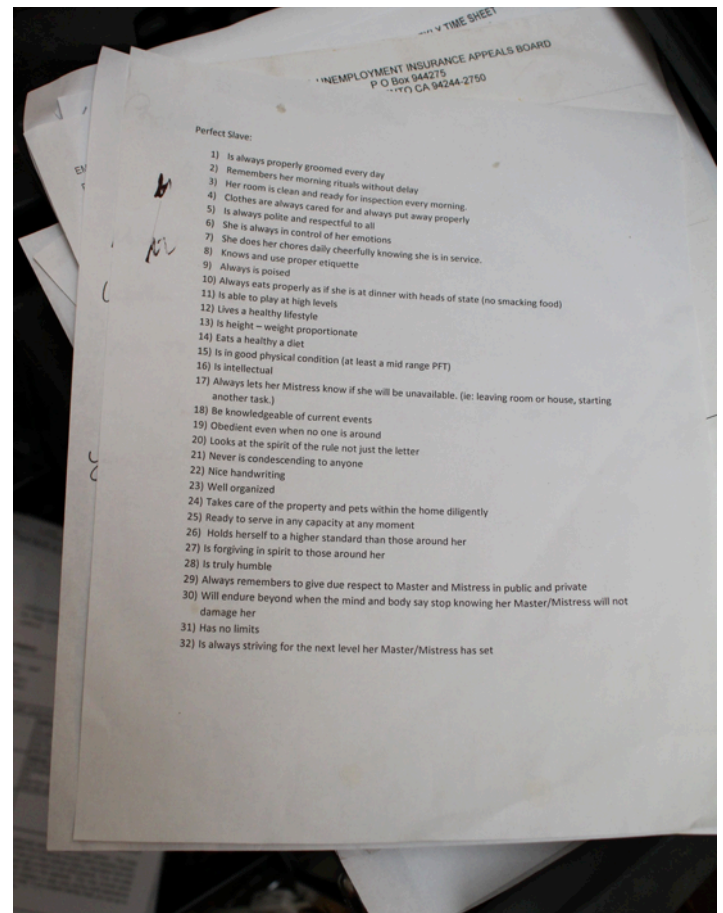 LY TIME SHEET
UNEMPLOYMENT INSURANCE APPEALS BOARD
P O Box 944275
CA 94244-2750
Perfect Slave:
1) Is always properly groomed every day
2) Remembers her morning rituals without delay
3) Her room is clean and ready for inspection every morning.
4) Clothes are always cared for and always put away properly
5) Is always polite and respectful to all
6) She is always in control of her emotions
7) She does her chores daily cheerfully knowing she is in service.
8) Knows and use proper etiquette
9) Always is poised
10) Always eats properly as if she is at dinner with heads of state (no smacking food)
11) Is able to play at high levels
12) Lives a healthy lifestyle
13) Is height – weight proportionate
14) Eats a healthy a diet
15) Is in good physical condition (at least a mid range PFT)
16) Is intellectual
17) Always lets her Mistress know if she will be unavailable. (ie: leaving room or house, starting
another task.)
18) Be knowledgeable of current events
19) Obedient even when no one is around
20) Looks at the spirit of the rule not just the letter
21) Never is condescending to anyone
22) Nice handwriting
23) Well organized
24) Takes care of the property and pets within the home diligently
25) Ready to serve in any capacity at any moment
26) Holds herself to a higher standard than those around her
27) Is forgiving in spirit to those around her
28) Is truly humble
29) Always remembers to give due respect to Master and Mistress in public and private
30) Will endure beyond when the mind and body say stop knowing her Master/Mistress will not
damage her
31) Has no limits
32) Is always striving for the next level her Master/Mistress has set